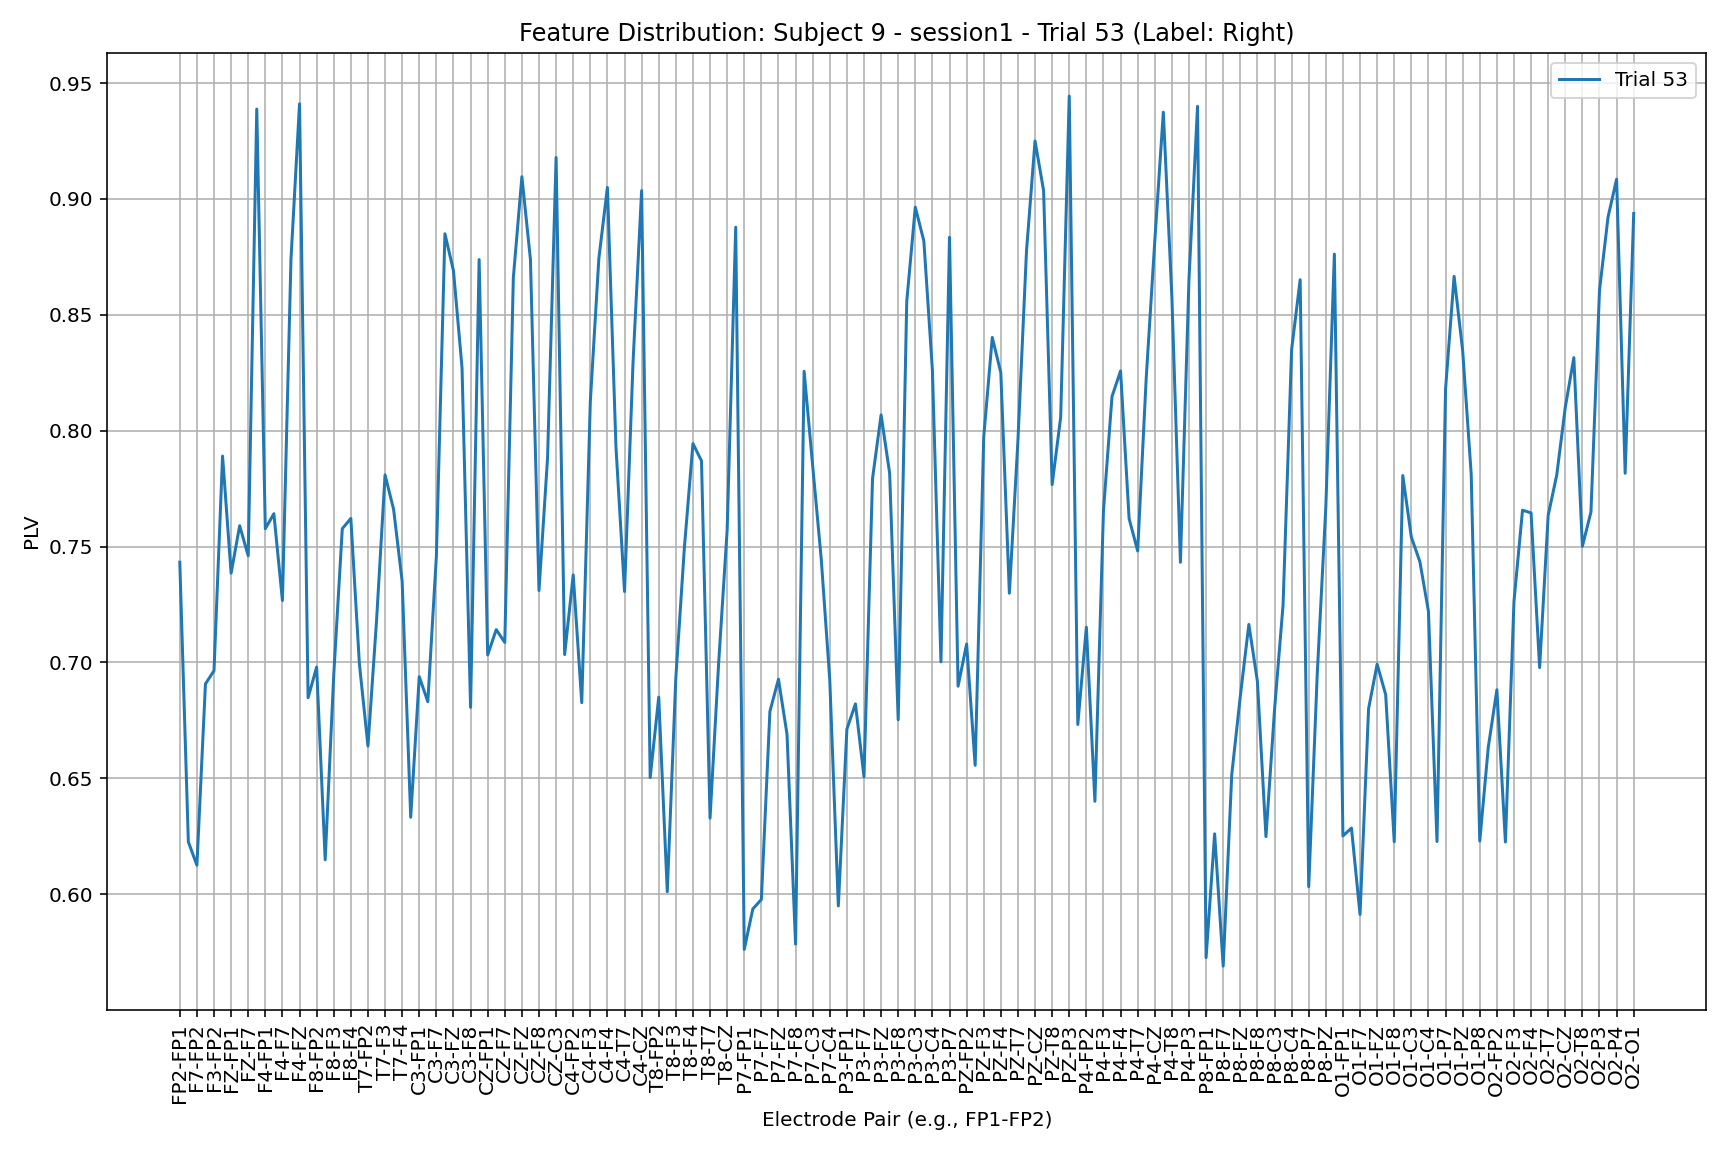 Feature Distribution: Subject 9 - session1 - Trial 53 (Label: Right)
Trial 53
0.95
0.90
0.85
0.80
0.75
0.70
0.65
0.60
PLV
FP2-FP1
F7-FP2
F3-FP2
FZ-FP1
FZ-F7
F4-FP1
F4-F7
F4-FZ
F8-FP2
F8-F3
F8-F4
T7-FP2
T7-F3
T7-F4
C3-FP1
C3-F7
C3-FZ
C3-F8
CZ-FP1
CZ-F7
CZ-FZ
CZ-F8
CZ-C3
C4-FP2
C4-F3
C4-F4
C4-T7
C4-CZ
T8-FP2
T8-F3
T8-F4
T8-T7
T8-CZ
P7-FP1
P7-F7
P7-FZ
P7-F8
P7-C3
P7-C4
P3-FP1
P3-F7
P3-FZ
P3-F8
P3-C3
P3-C4
P3-P7
PZ-FP2
PZ-F3
PZ-F4
PZ-T7
PZ-CZ
PZ-T8
PZ-P3
P4-FP2
P4-F3
P4-F4
P4-T7
P4-CZ
P4-T8
P4-P3
P8-FP1
P8-F7
P8-FZ
P8-F8
P8-C3
P8-C4
P8-P7
P8-PZ
O1-FP1
O1-F7
O1-FZ
O1-F8
O1-C3
O1-C4
O1-P7
O1-PZ
O1-P8
O2-FP2
O2-F3
O2-F4
O2-T7
O2-CZ
O2-T8
O2-P3
O2-P4
O2-O1
Electrode Pair (e.g., FP1-FP2)